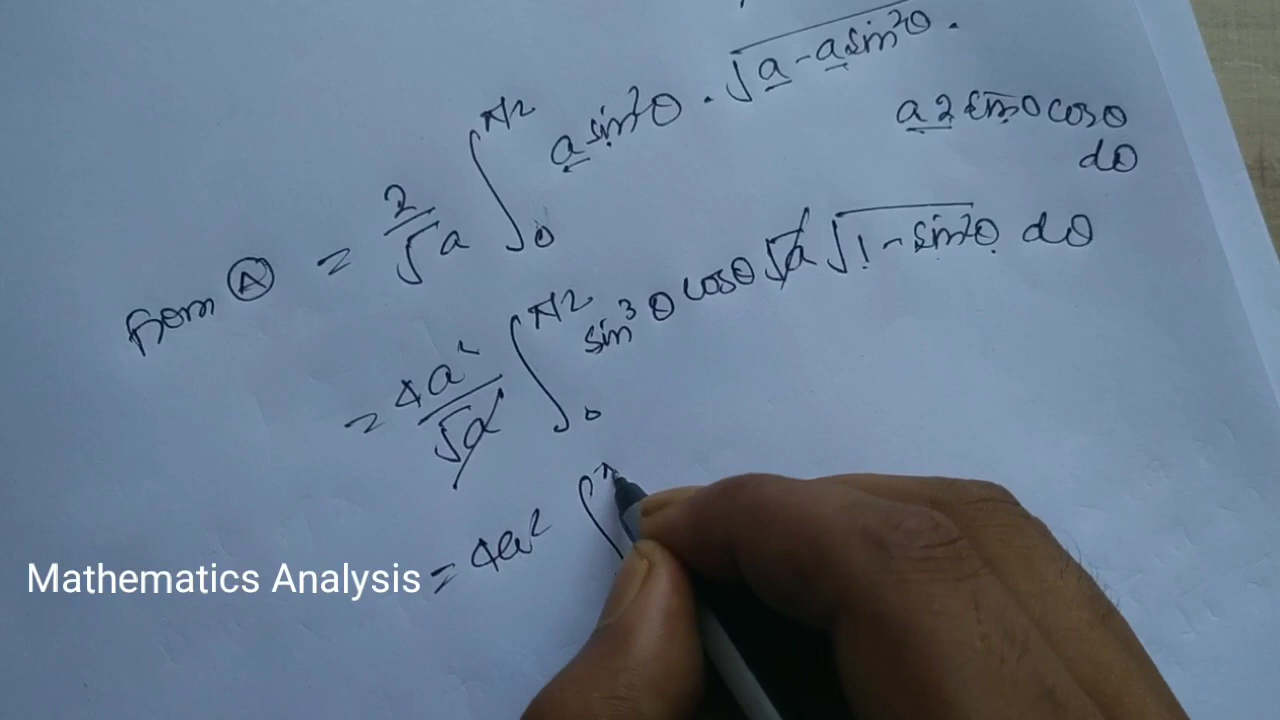 From Ⓐ = 2/√a ∫₀^π/2 a sin²θ . √a - a sin²θ .
a 2 sinθ cosθ
dθ
= 4a²/√a ∫₀^π/2 sin³θ cosθ √a √1 - sin²θ dθ
= 4a² ∫ π
Mathematics Analysis